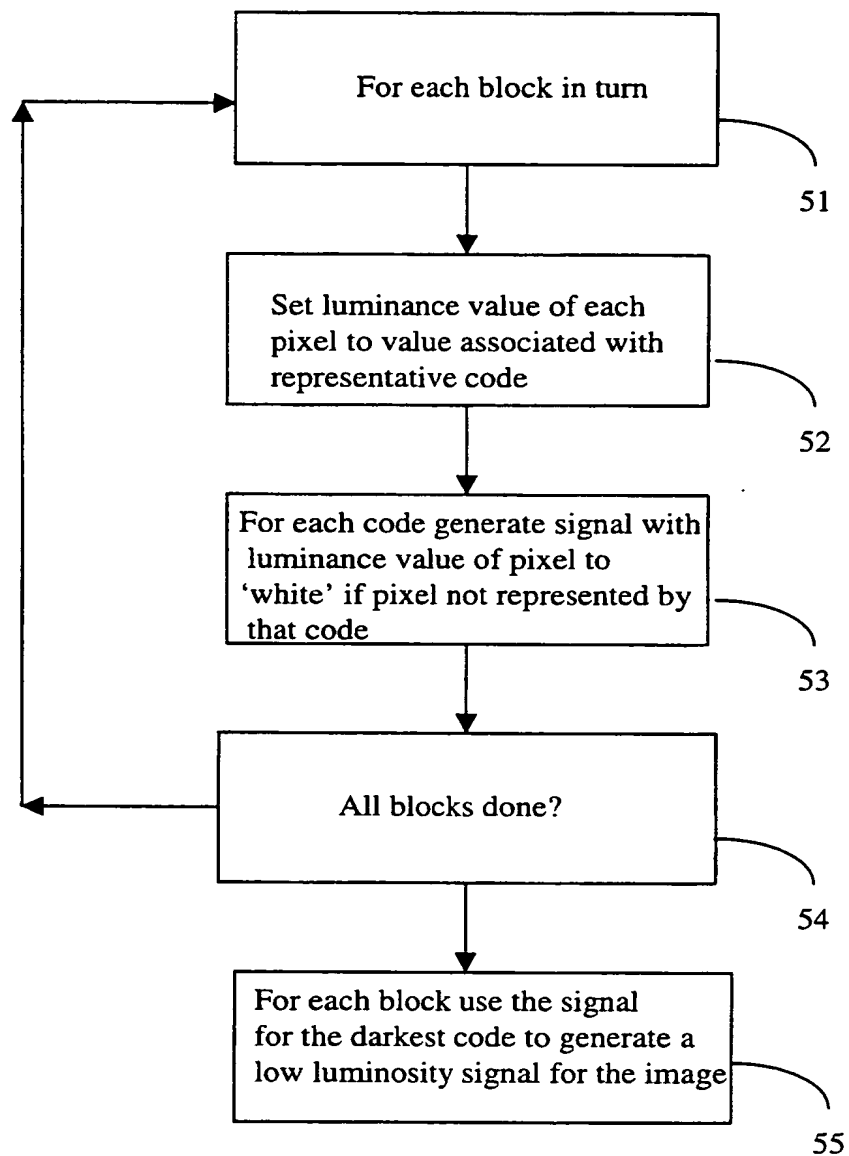 For each block in turn
51
Set luminance value of each
pixel to value associated with
representative code
52
For each code generate signal with
luminance value of pixel to
‘white’ if pixel not represented by
that code
53
All blocks done?
54
For each block use the signal
for the darkest code to generate a
low luminosity signal for the image
55